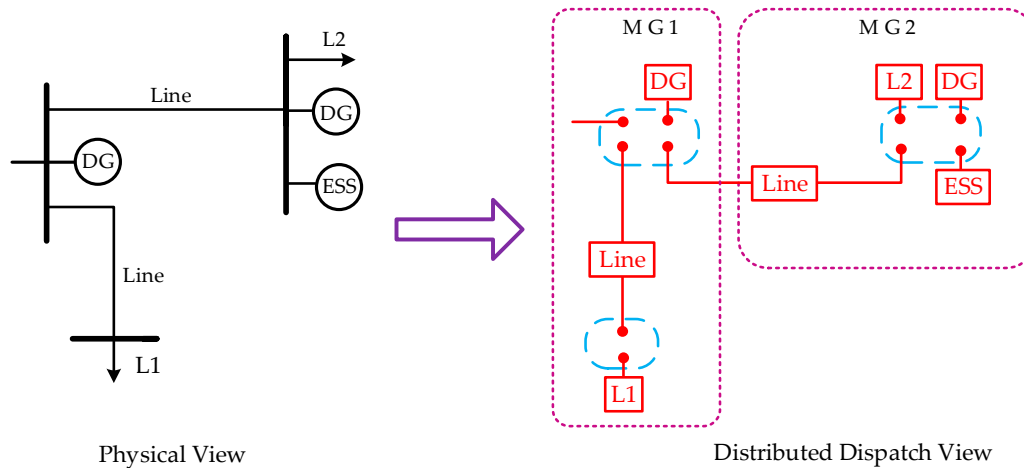 L2
Line
DG
DG
ESS
Line
L1
Physical View
M G 1
M G 2
DG
L2
DG
Line
ESS
Line
L1
Distributed Dispatch View